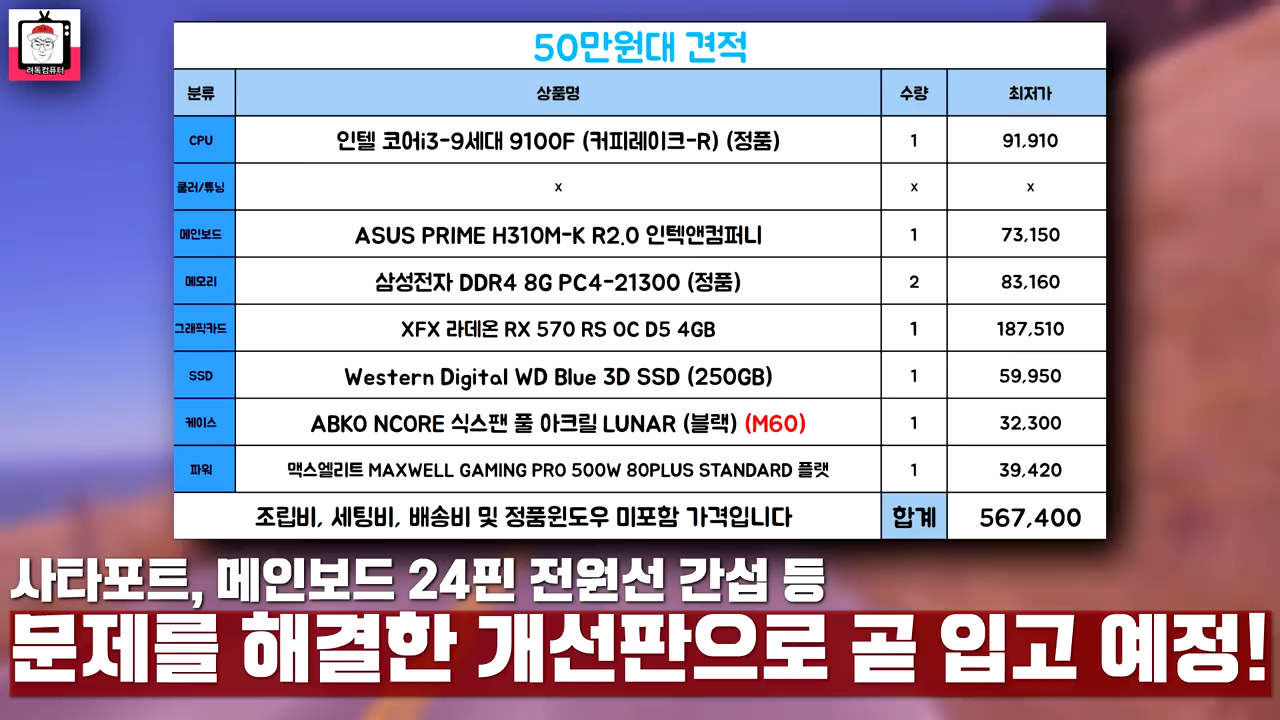 려독컴퓨터
50만원대 견적
분류 상품명 수량 최저가
CPU 인텔 코어i3-9세대 9100F (커피레이크-R) (정품) 1 91,910
쿨러/튜닝 x x x
메인보드 ASUS PRIME H310M-K R2.0 인텍앤컴퍼니 1 73,150
메모리 삼성전자 DDR4 8G PC4-21300 (정품) 2 83,160
그래픽카드 XFX 라데온 RX 570 RS OC D5 4GB 1 187,510
SSD Western Digital WD Blue 3D SSD (250GB) 1 59,950
케이스 ABKO NCORE 식스팬 풀 아크릴 LUNAR (블랙) (M60) 1 32,300
파워 맥스엘리트 MAXWELL GAMING PRO 500W 80PLUS STANDARD 플랫 1 39,420
조립비, 세팅비, 배송비 및 정품윈도우 미포함 가격입니다 합계 567,400
사타포트, 메인보드 24핀 전원선 간섭 등
문제를 해결한 개선판으로 곧 입고 예정!